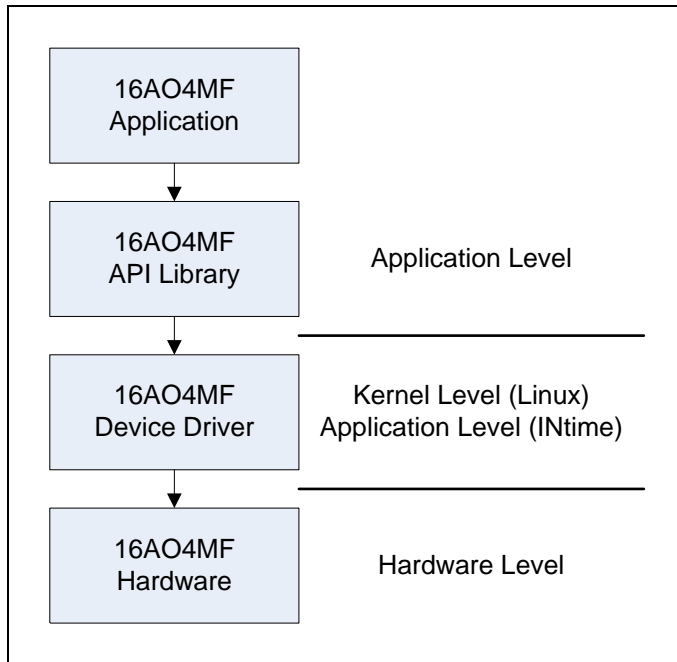 16AO4MF
Application
16AO4MF
API Library
Application Level
16AO4MF
Device Driver
Kernel Level (Linux)
Application Level (INtime)
16AO4MF
Hardware
Hardware Level